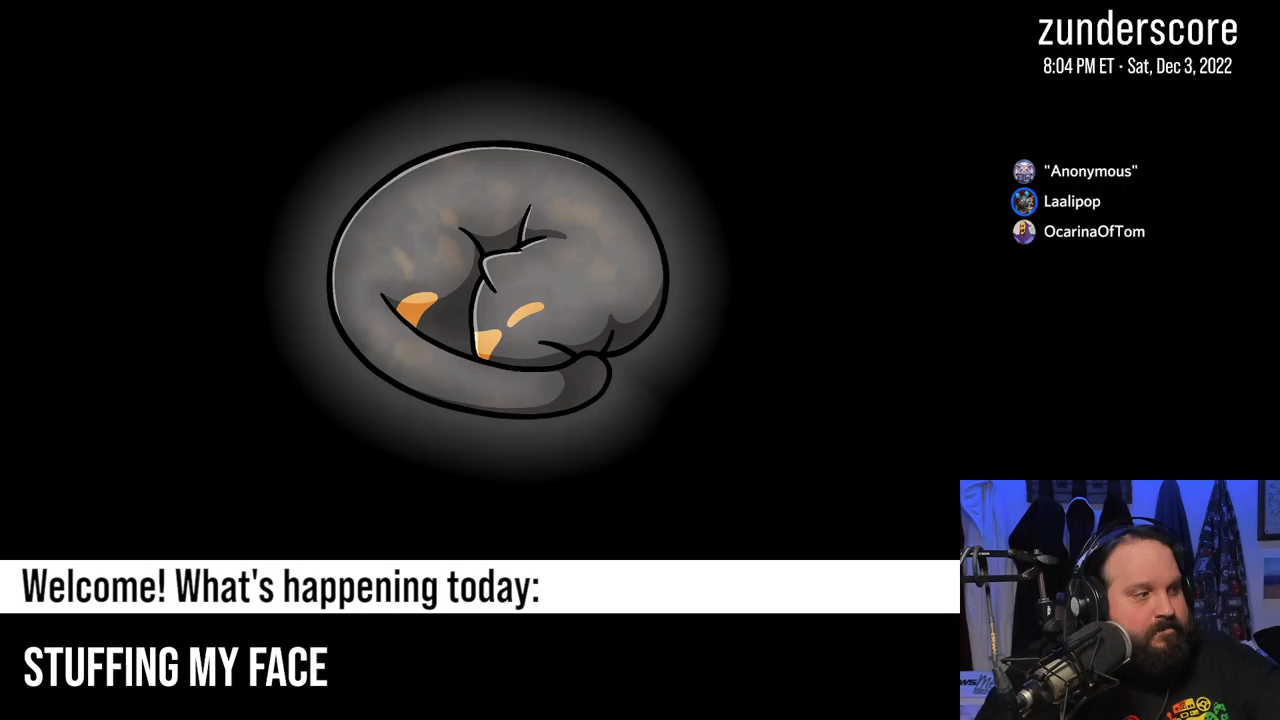 zunderscore
8:04 PM ET · Sat, Dec 3, 2022
"Anonymous"
Laalipop
OcarinaOfTom
Welcome! What's happening today:
STUFFING MY FACE